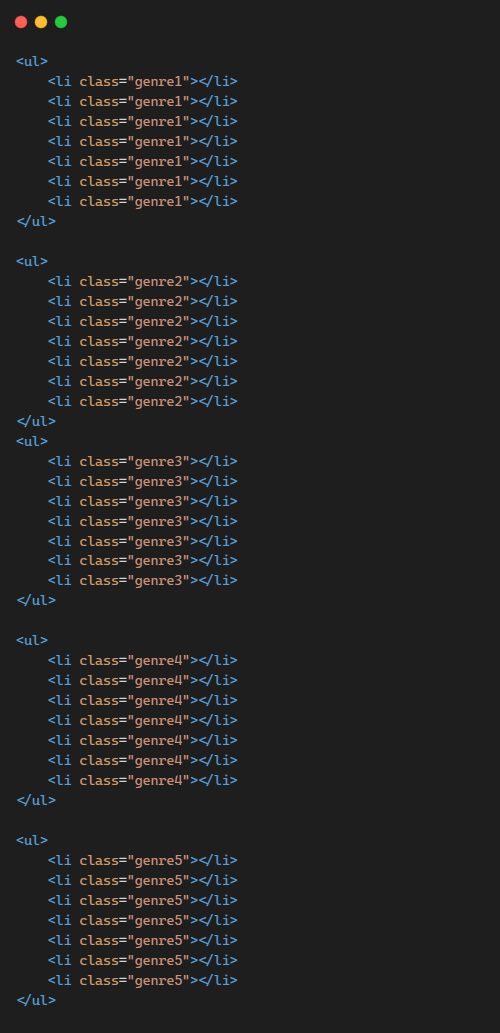 <ul>
    <li class="genre1"></li>
    <li class="genre1"></li>
    <li class="genre1"></li>
    <li class="genre1"></li>
    <li class="genre1"></li>
    <li class="genre1"></li>
    <li class="genre1"></li>
</ul>

<ul>
    <li class="genre2"></li>
    <li class="genre2"></li>
    <li class="genre2"></li>
    <li class="genre2"></li>
    <li class="genre2"></li>
    <li class="genre2"></li>
    <li class="genre2"></li>
</ul>
<ul>
    <li class="genre3"></li>
    <li class="genre3"></li>
    <li class="genre3"></li>
    <li class="genre3"></li>
    <li class="genre3"></li>
    <li class="genre3"></li>
    <li class="genre3"></li>
</ul>

<ul>
    <li class="genre4"></li>
    <li class="genre4"></li>
    <li class="genre4"></li>
    <li class="genre4"></li>
    <li class="genre4"></li>
    <li class="genre4"></li>
    <li class="genre4"></li>
</ul>

<ul>
    <li class="genre5"></li>
    <li class="genre5"></li>
    <li class="genre5"></li>
    <li class="genre5"></li>
    <li class="genre5"></li>
    <li class="genre5"></li>
    <li class="genre5"></li>
</ul>